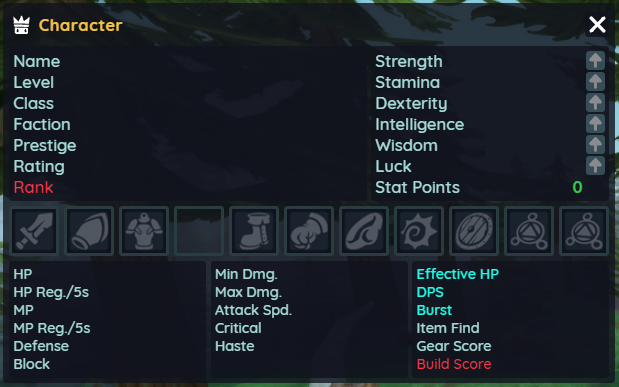 Character
Name
Level
Class
Faction
Prestige
Rating
Rank
Strength
Stamina
Dexterity
Intelligence
Wisdom
Luck
Stat Points 0
HP
HP Reg./5s
MP
MP Reg./5s
Defense
Block
Min Dmg.
Max Dmg.
Attack Spd.
Critical
Haste
Effective HP
DPS
Burst
Item Find
Gear Score
Build Score